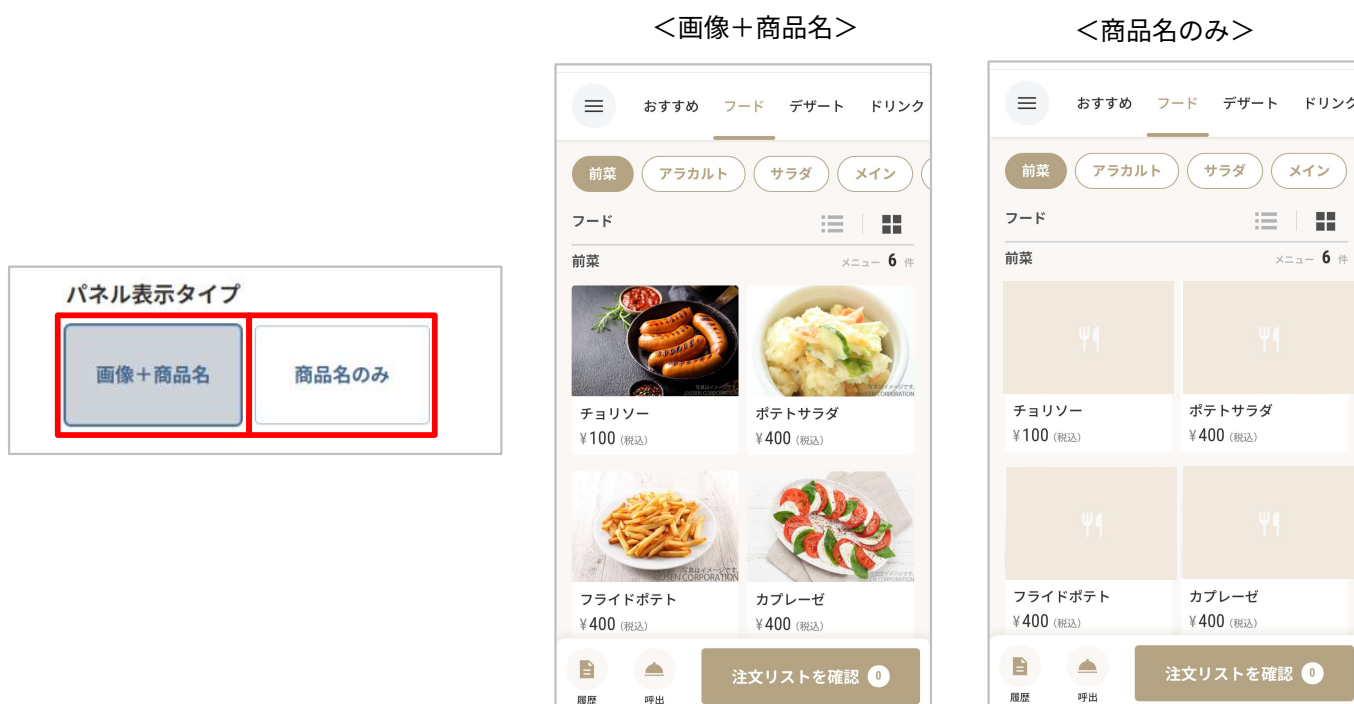 ＜画像＋商品名＞
＜商品名のみ＞
パネル表示タイプ
画像＋商品名
商品名のみ
おすすめ フード デザート ドリンク
前菜 アラカルト サラダ メイン
フード
前菜 メニュー 6 件
チョリソー
¥100 (税込)
ポテトサラダ
¥400 (税込)
フライドポテト
¥400 (税込)
カプレーゼ
¥400 (税込)
履歴
呼出
注文リストを確認 0
おすすめ フード デザート ドリンク
前菜 アラカルト サラダ メイン
フード
前菜 メニュー 6 件
チョリソー
¥100 (税込)
ポテトサラダ
¥400 (税込)
フライドポテト
¥400 (税込)
カプレーゼ
¥400 (税込)
履歴
呼出
注文リストを確認 0